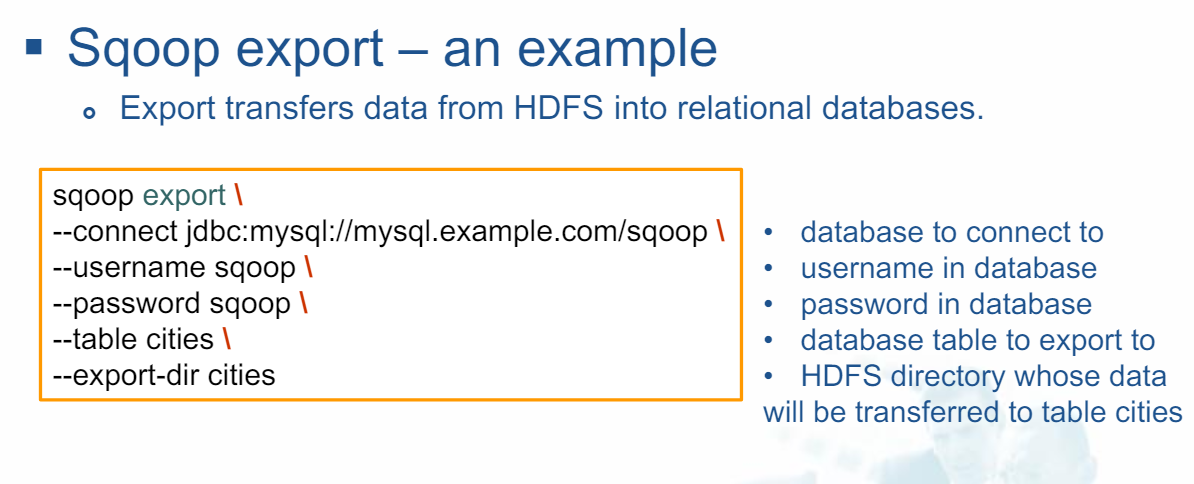 ▪ Sqoop export – an example
o Export transfers data from HDFS into relational databases.
sqoop export \
--connect jdbc:mysql://mysql.example.com/sqoop \
--username sqoop \
--password sqoop \
--table cities \
--export-dir cities
• database to connect to
• username in database
• password in database
• database table to export to
• HDFS directory whose data
will be transferred to table cities